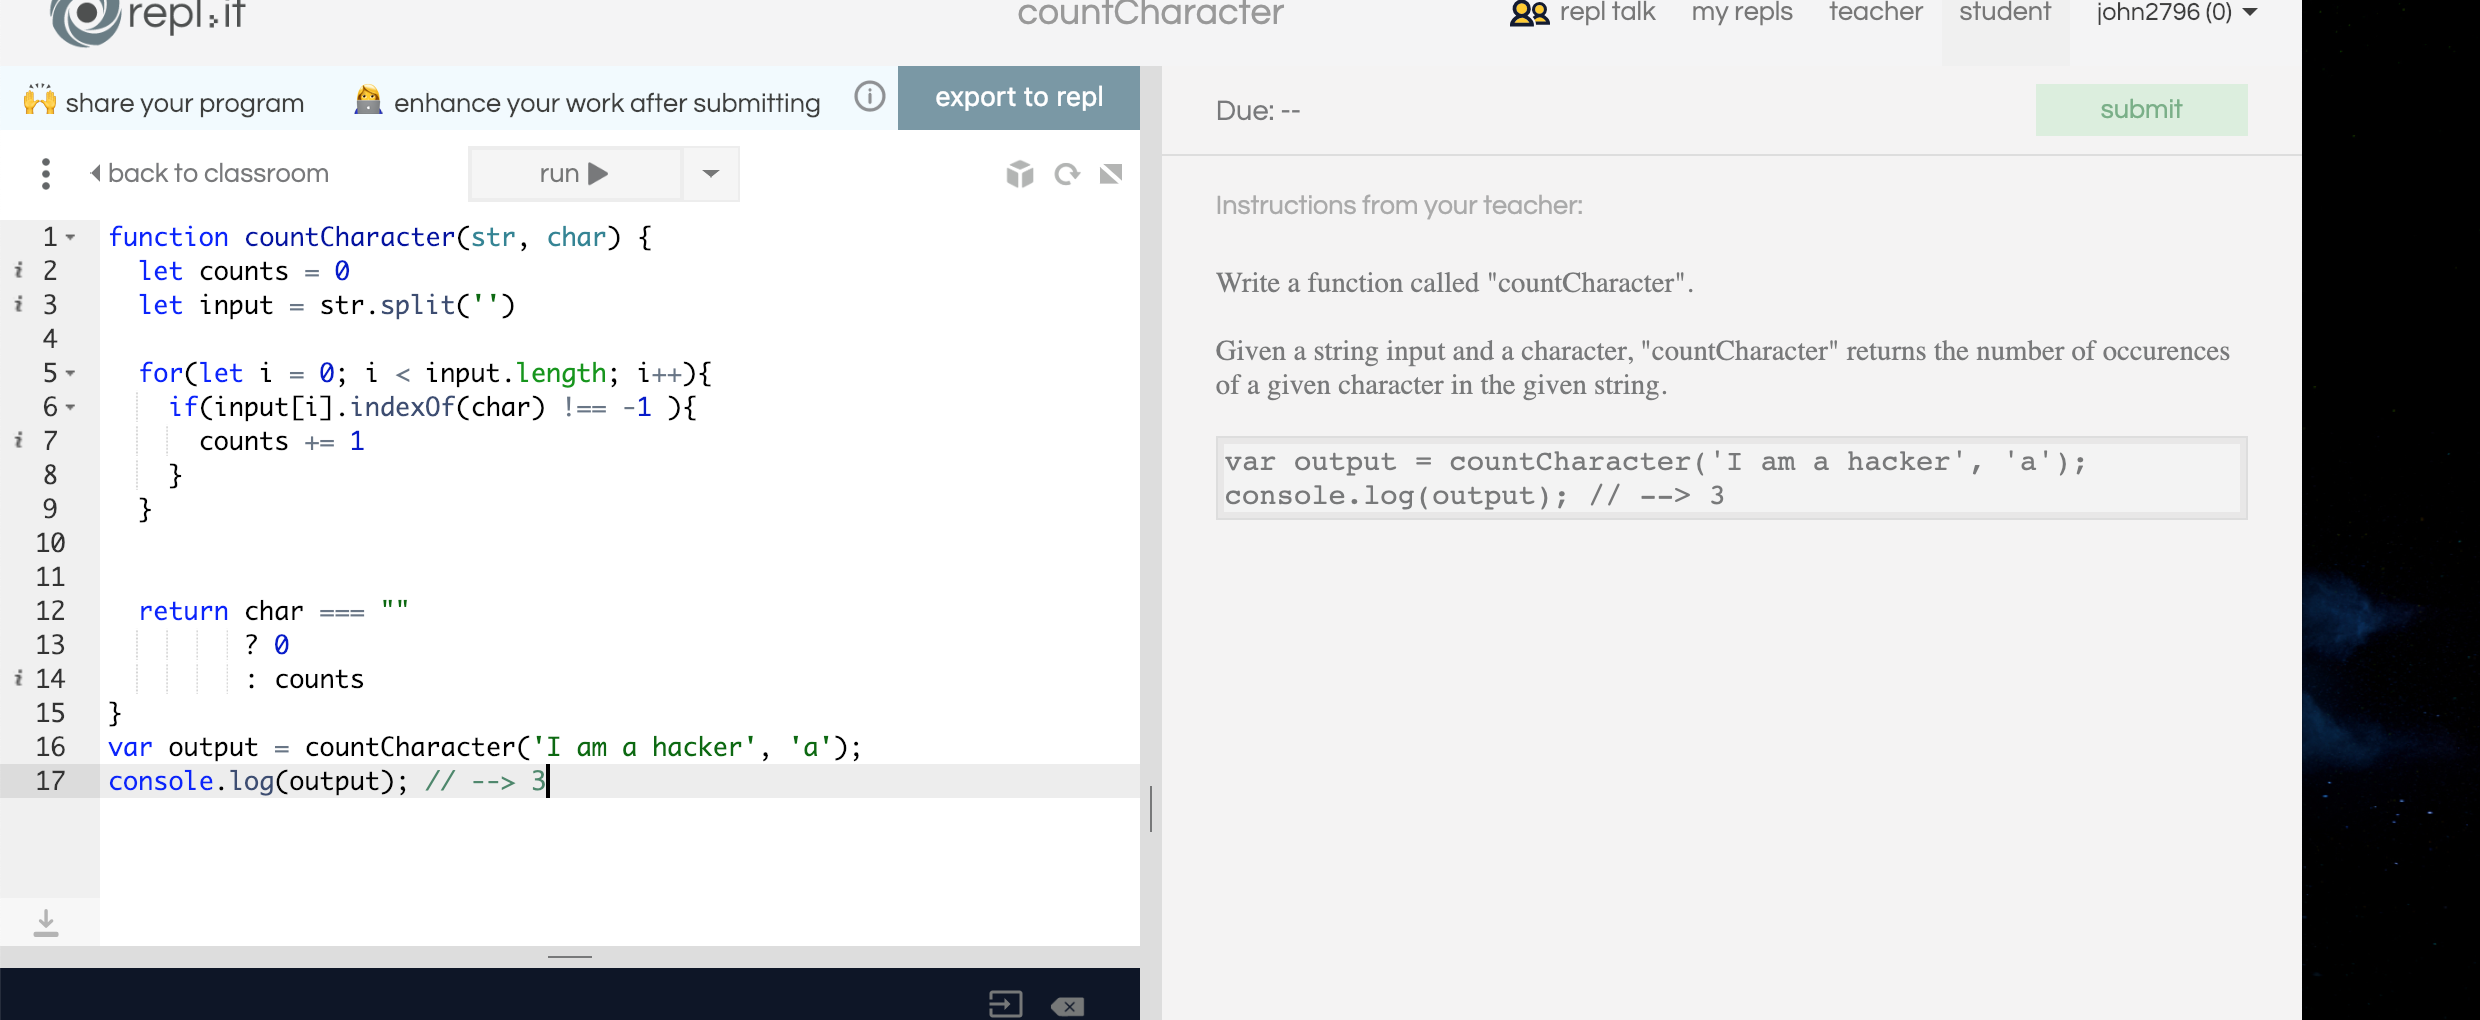 repl.it
countCharacter
repl talk
my repls
teacher
student
john2796 (0)
share your program
enhance your work after submitting
export to repl
back to classroom
run
1 function countCharacter(str, char) {
2 let counts = 0
3 let input = str.split('')
4
5 for(let i = 0; i < input.length; i++){
6 if(input[i].indexOf(char) !== -1 ){
7 counts += 1
8 }
9 }
10
11
12 return char === ""
13 ? 0
14 : counts
15 }
16 var output = countCharacter('I am a hacker', 'a');
17 console.log(output); // --> 3
Due: --
submit
Instructions from your teacher:
Write a function called "countCharacter".
Given a string input and a character, "countCharacter" returns the number of occurences
of a given character in the given string.
var output = countCharacter('I am a hacker', 'a');
console.log(output); // --> 3